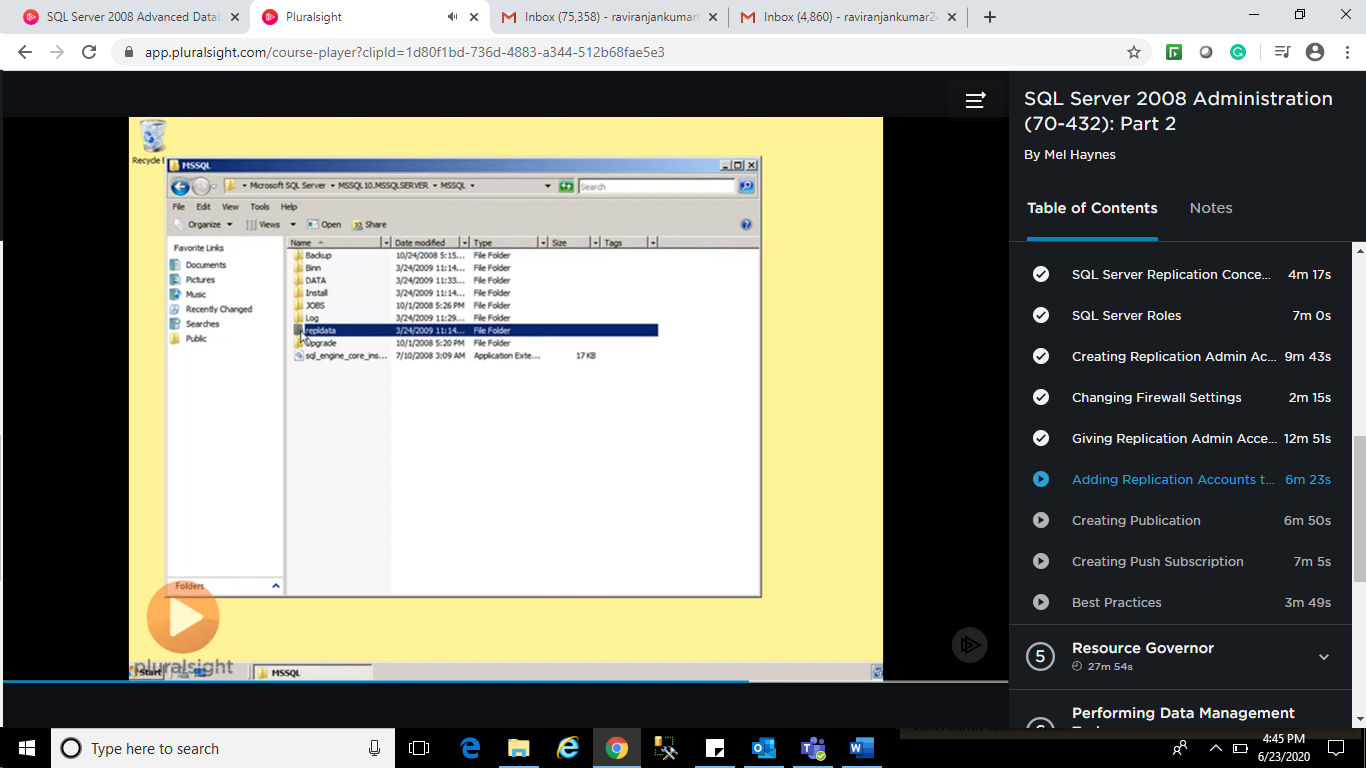 SQL Server 2008 Advanced Datab
Pluralsight
Inbox (75,358) - raviranjankumar
Inbox (4,860) - raviranjankumar24
app.pluralsight.com/course-player?clipId=1d80f1bd-736d-4883-a344-512b68fae5e3
Recycle
MSSQL
Microsoft SQL Server MSSQL10.MSSQLSERVER MSSQL
Search
File Edit View Tools Help
Organize Views Open Share
Favorite Links
Documents
Pictures
Music
Recently Changed
Searches
Public
Folders
Name Date modified Type Size Tags
Backup 10/24/2008 5:15... File Folder
Binn 3/24/2009 11:14... File Folder
DATA 3/24/2009 11:33... File Folder
Install 3/24/2009 11:14... File Folder
JOBS 10/1/2008 5:26 PM File Folder
Log 3/24/2009 11:29... File Folder
repldata 3/24/2009 11:14... File Folder
Upgrade 10/1/2008 5:20 PM File Folder
sql_engine_core_ins... 7/10/2008 3:09 AM Application Exte... 17 KB
pluralsight
Start
MSSQL
SQL Server 2008 Administration
(70-432): Part 2
By Mel Haynes
Table of Contents Notes
SQL Server Replication Conce... 4m 17s
SQL Server Roles 7m 0s
Creating Replication Admin Ac... 9m 43s
Changing Firewall Settings 2m 15s
Giving Replication Admin Acce... 12m 51s
Adding Replication Accounts t... 6m 23s
Creating Publication 6m 50s
Creating Push Subscription 7m 5s
Best Practices 3m 49s
5 Resource Governor
27m 54s
Performing Data Management
Type here to search
4:45 PM
6/23/2020